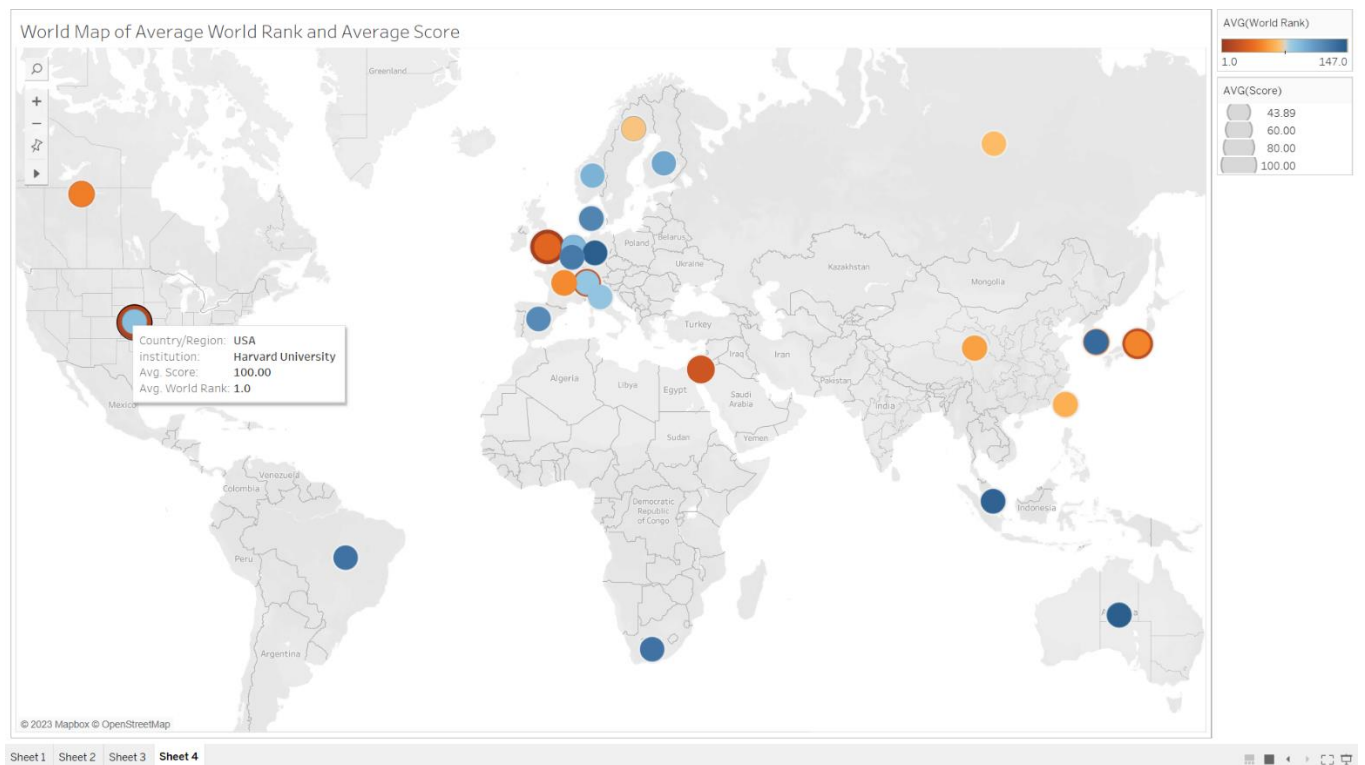 World Map of Average World Rank and Average Score
AVG(World Rank)
1.0 147.0
AVG(Score)
43.89
60.00
80.00
100.00
Greenland
Poland
Belarus
Ukraine
Kazakhstan
Mongolia
Turkey
Iraq
Iran
Pakistan
India
Algeria
Libya
Egypt
Saudi
Arabia
Sudan
Yemen
Country/Region: USA
institution: Harvard University
Avg. Score: 100.00
Avg. World Rank: 1.0
Mexico
Venezuela
Colombia
Democratic
Republic
of Congo
Indonesia
Peru
Argentina
© 2023 Mapbox © OpenStreetMap
Sheet 1 Sheet 2 Sheet 3 Sheet 4